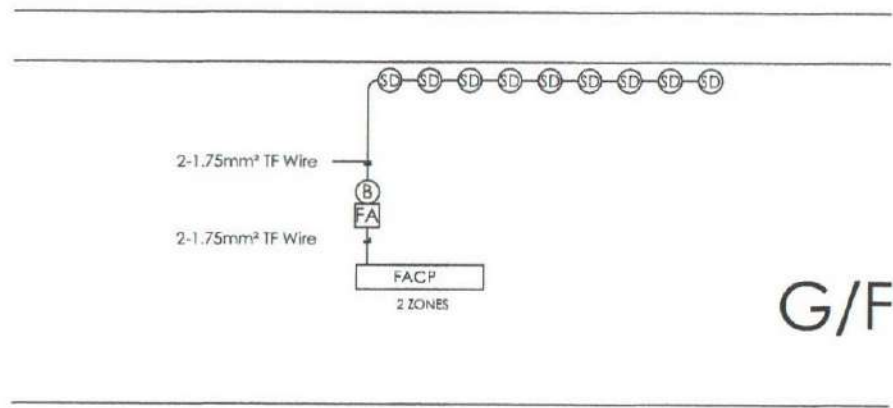 SD SD SD SD SD SD SD SD SD
2-1.75mm² TF Wire
B
FA
2-1.75mm² TF Wire
FACP
2 ZONES
G/F